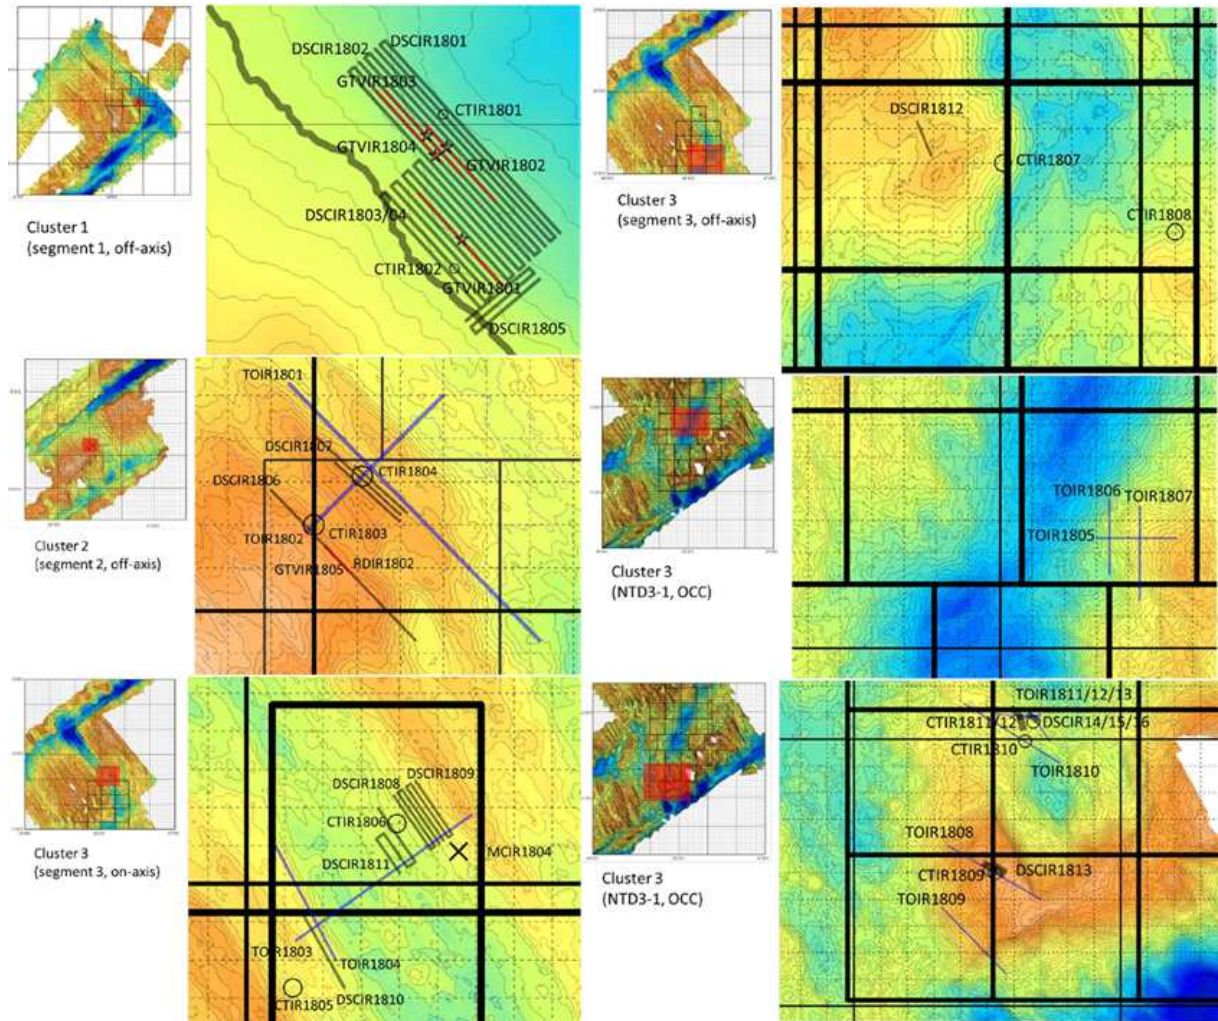 DSCIR1802
DSCIR1801
GTVIR1803
CTIR1801
GTVIR1804
GTVIR1802
DSCIR1803/04
CTIR1802
GTVIR1801
DSCIR1805
Cluster 1
(segment 1, off-axis)
DSCIR1812
CTIR1807
CTIR1808
Cluster 3
(segment 3, off-axis)
TOIR1801
DSCIR1807
CTIR1804
DSCIR1806
CTIR1803
TOIR1802
GTVIR1805
RDIR1802
Cluster 2
(segment 2, off-axis)
TOIR1806
TOIR1807
TOIR1805
Cluster 3
(NTD3-1, OCC)
DSCIR1809
DSCIR1808
CTIR1806
MCIR1804
DSCIR1811
TOIR1803
TOIR1804
CTIR1805
DSCIR1810
Cluster 3
(segment 3, on-axis)
TOIR1811/12/13
CTIR1811/12
DSCIR14/15/16
CTIR1810
TOIR1810
TOIR1808
CTIR1809
DSCIR1813
TOIR1809
Cluster 3
(NTD3-1, OCC)